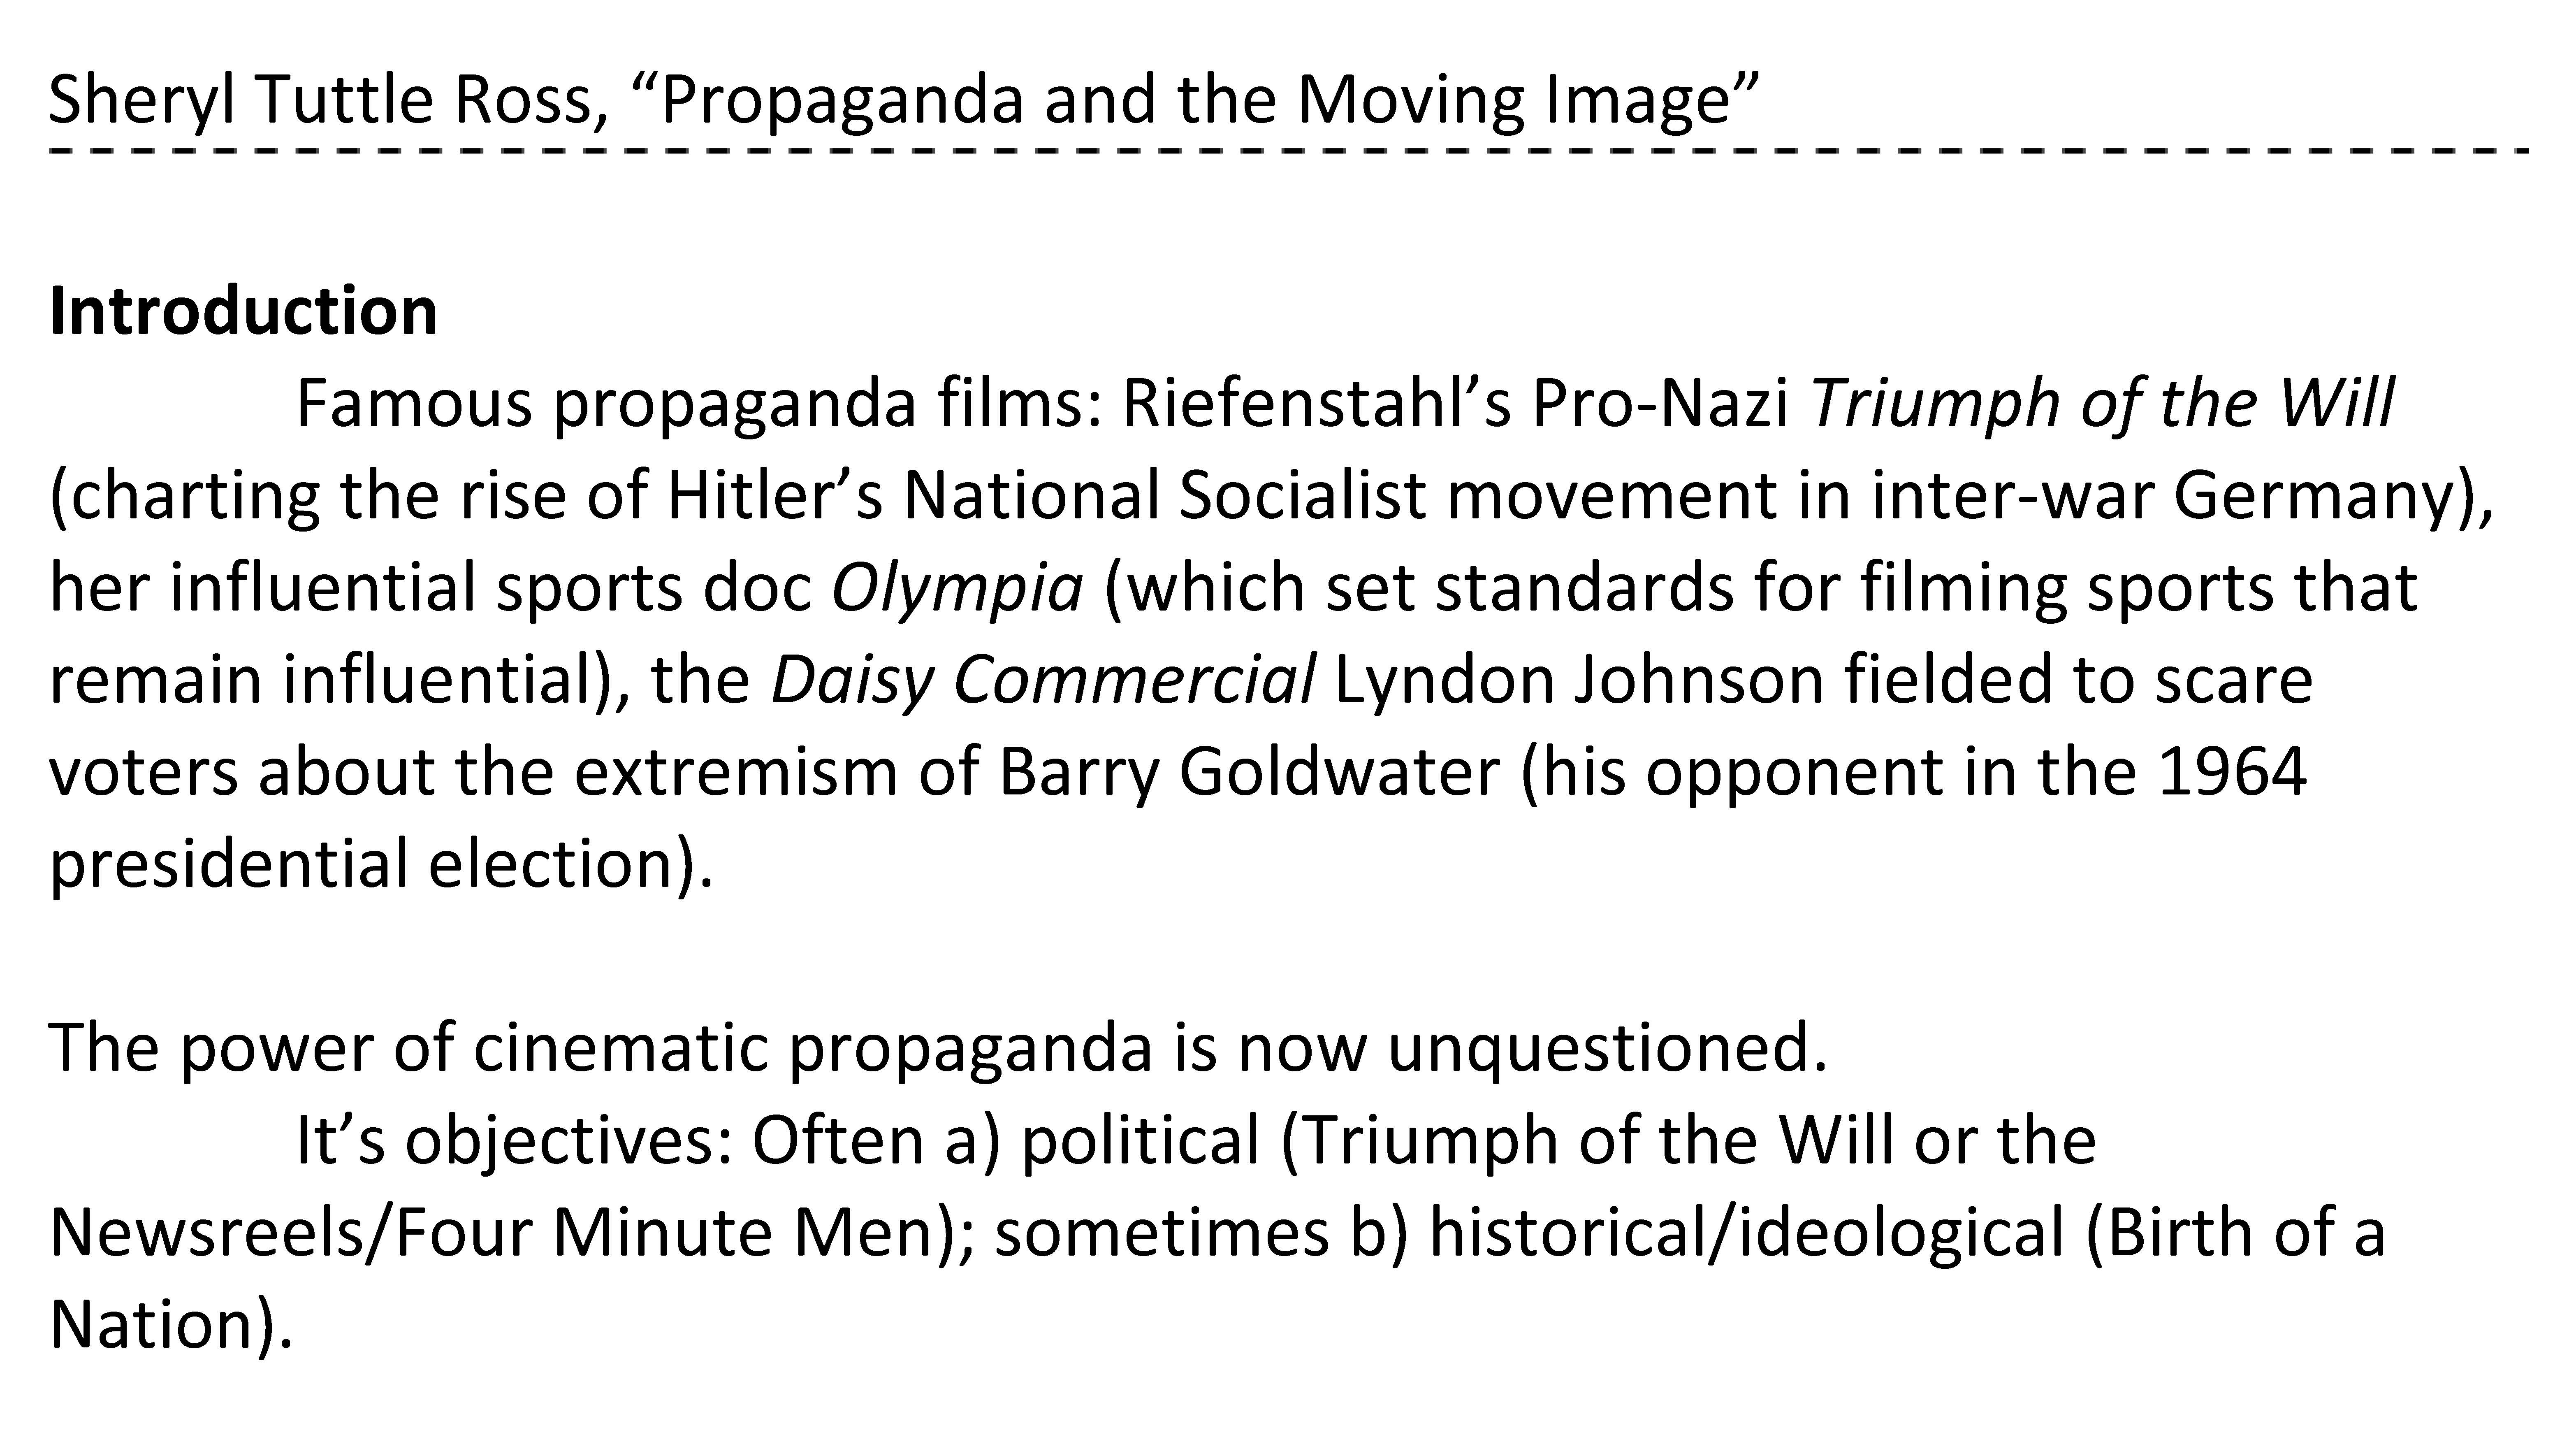 Sheryl Tuttle Ross, “Propaganda and the Moving Image”
Introduction
Famous propaganda films: Riefenstahl’s Pro-Nazi Triumph of the Will
(charting the rise of Hitler’s National Socialist movement in inter-war Germany),
her influential sports doc Olympia (which set standards for filming sports that
remain influential), the Daisy Commercial Lyndon Johnson fielded to scare
voters about the extremism of Barry Goldwater (his opponent in the 1964
presidential election).
The power of cinematic propaganda is now unquestioned.
It’s objectives: Often a) political (Triumph of the Will or the
Newsreels/Four Minute Men); sometimes b) historical/ideological (Birth of a
Nation).